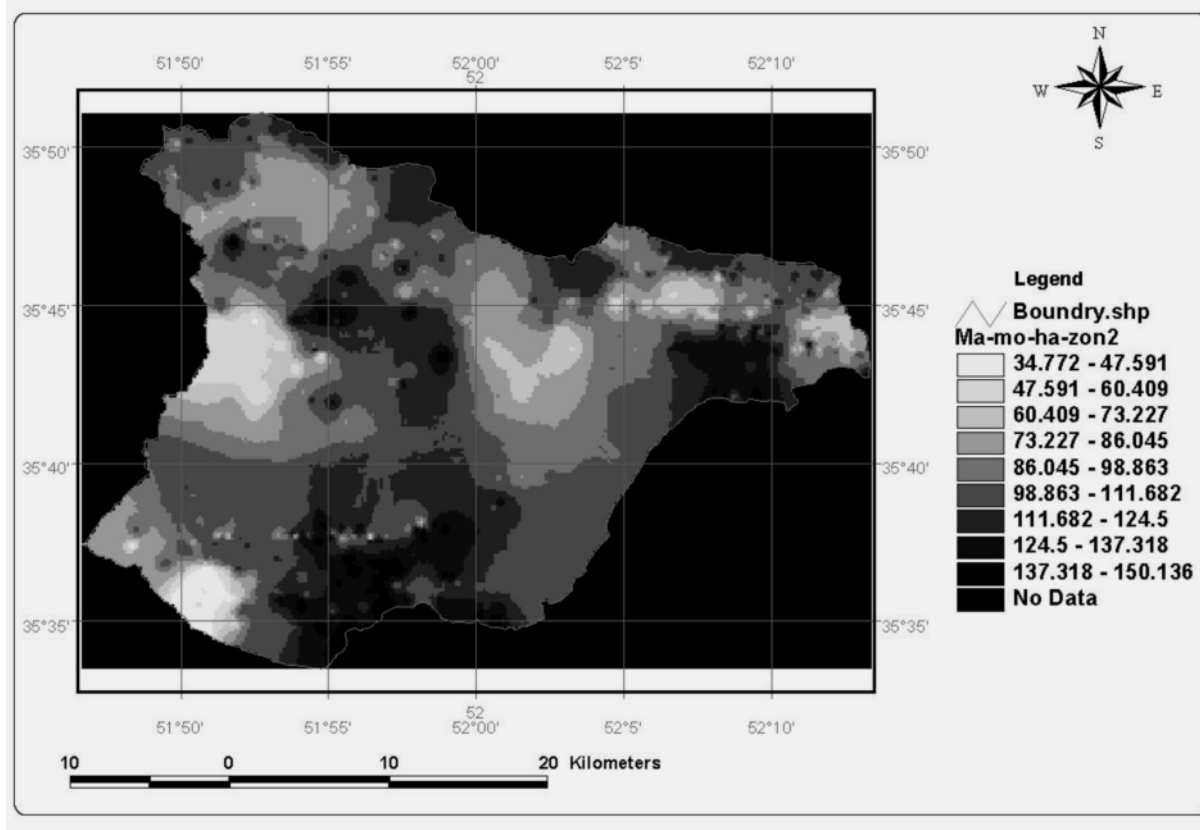 N
W E
S
51°50' 51°55' 52°00' 52°5' 52°10'
52
35°50' 35°50'
35°45' 35°45'
35°40' 35°40'
35°35' 35°35'
52
51°50' 51°55' 52°00' 52°5' 52°10'
10 0 10 20 Kilometers
Legend
Boundry.shp
Ma-mo-ha-zon2
34.772 - 47.591
47.591 - 60.409
60.409 - 73.227
73.227 - 86.045
86.045 - 98.863
98.863 - 111.682
111.682 - 124.5
124.5 - 137.318
137.318 - 150.136
No Data